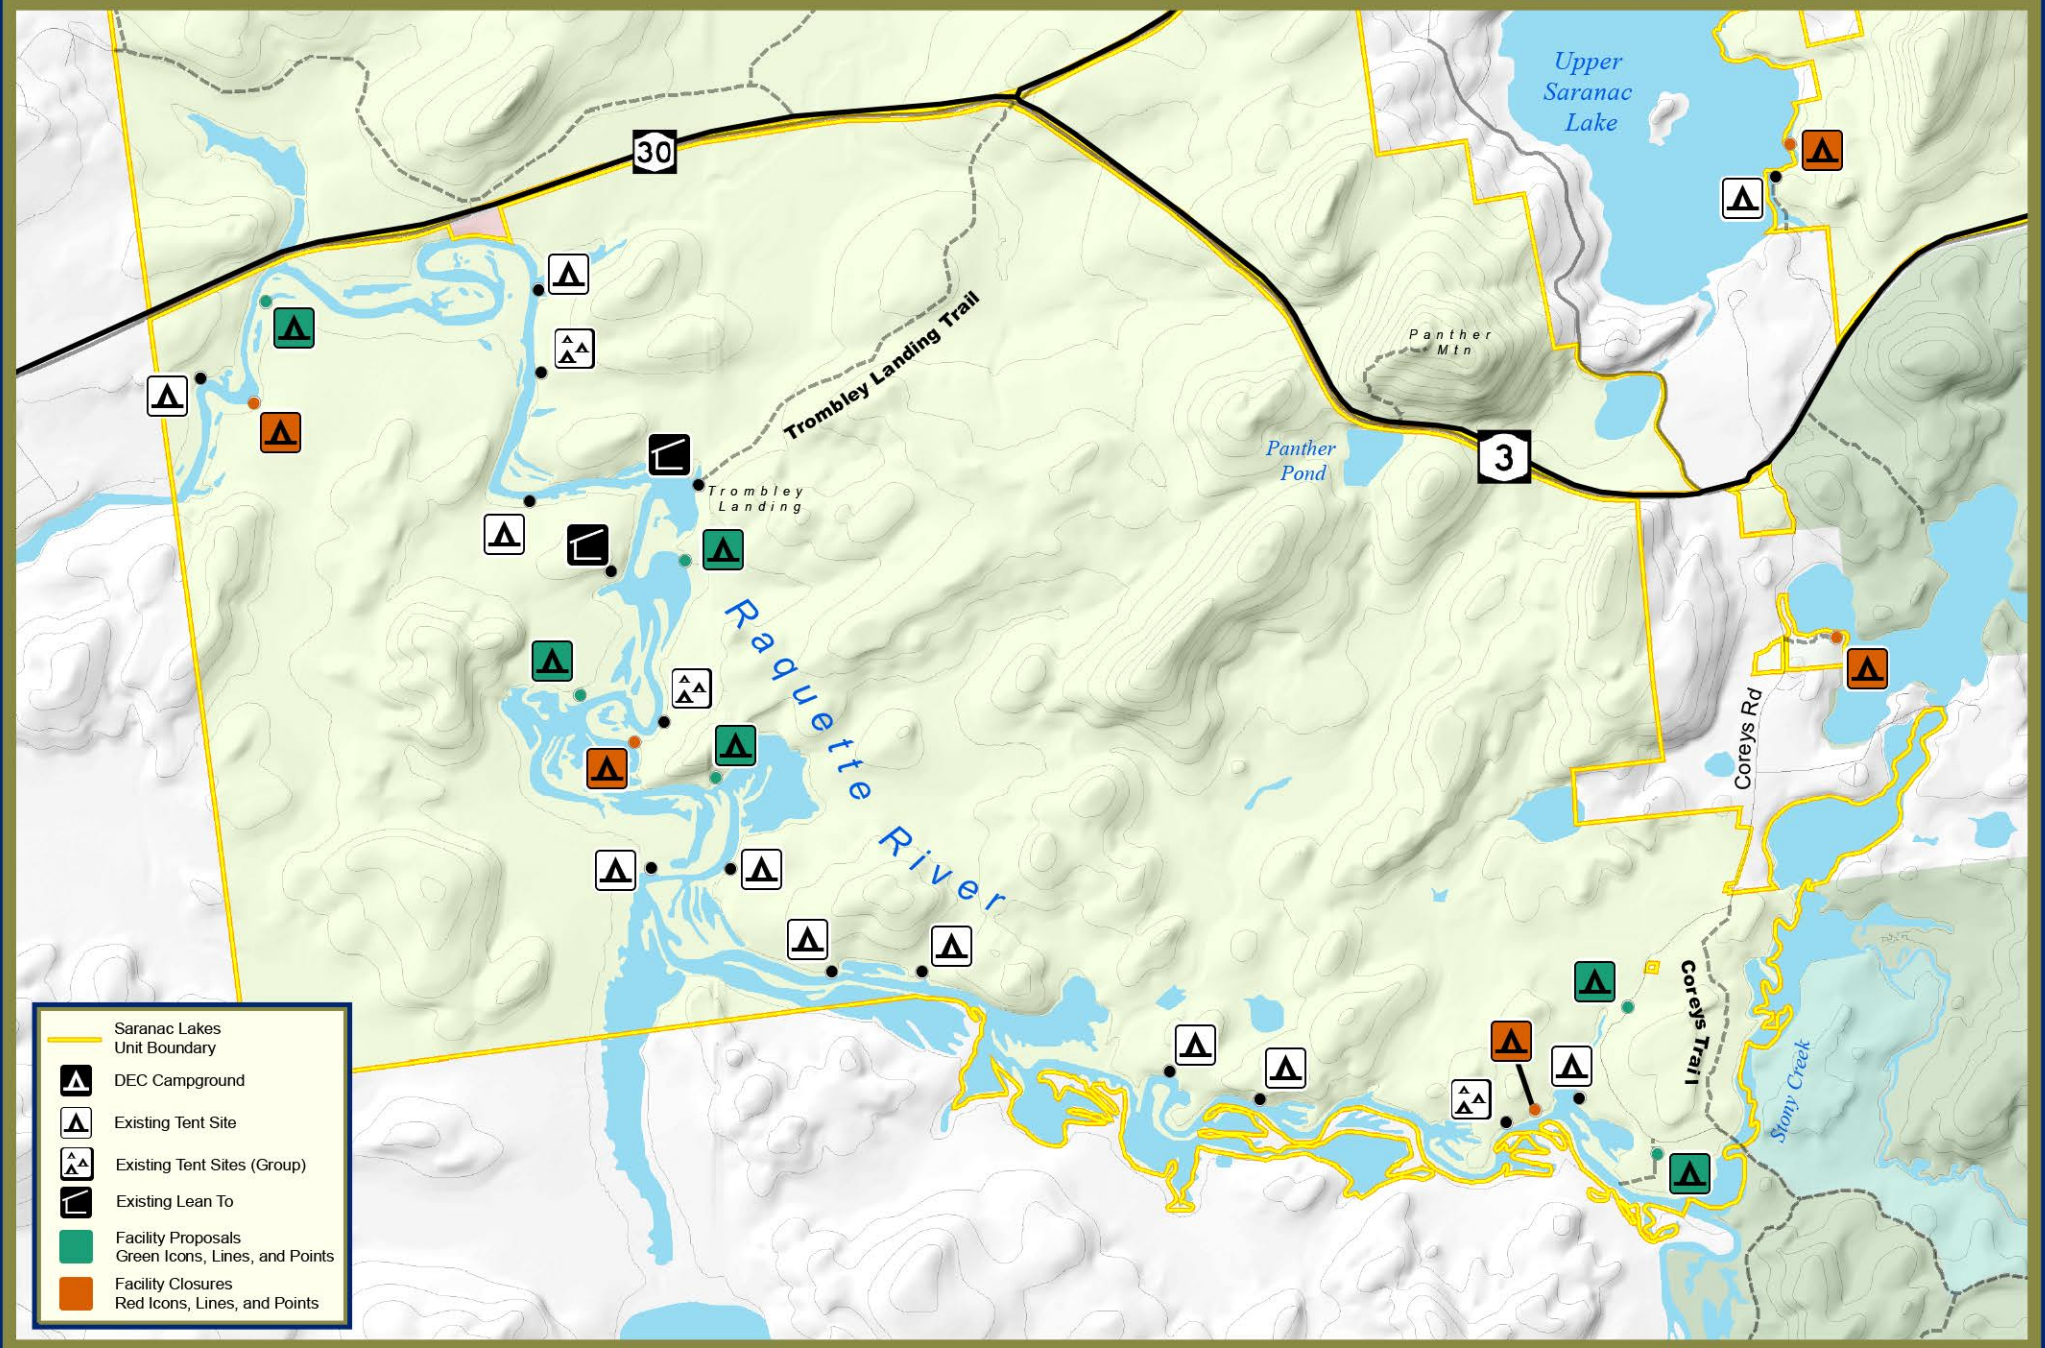 Upper
Saranac
Lake
30
Trombley Landing Trail
Panther
Mtn
Panther
Pond
3
Trombley
Landing
Raquette River
Coreys Rd
Coreys Trail
Stony Creek
Saranac Lakes
Unit Boundary
DEC Campground
Existing Tent Site
Existing Tent Sites (Group)
Existing Lean To
Facility Proposals
Green Icons, Lines, and Points
Facility Closures
Red Icons, Lines, and Points